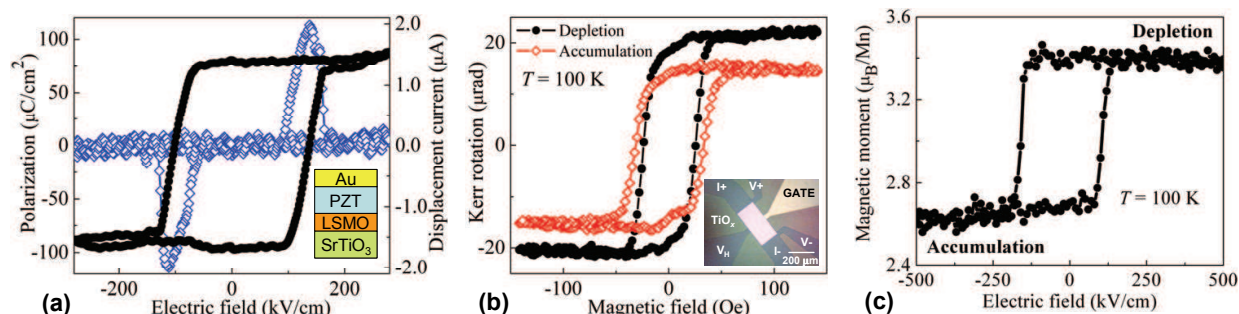 100
50
0
-50
-100
Polarization (µC/cm²)
2.0
1.0
0.0
-1.0
-2.0
Displacement current (µA)
Au
PZT
LSMO
SrTiO₃
-200
0
200
Electric field (kV/cm)
(a)
20
0
-20
Kerr rotation (µrad)
Depletion
Accumulation
T = 100 K
I+
V+
GATE
TiOₓ
V_H
I-
V-
200 µm
-100
0
100
Magnetic field (Oe)
(b)
3.6
3.2
2.8
2.4
Magnetic moment (µ_B/Mn)
Depletion
T = 100 K
Accumulation
-500
-250
0
250
500
Electric field (kV/cm)
(c)